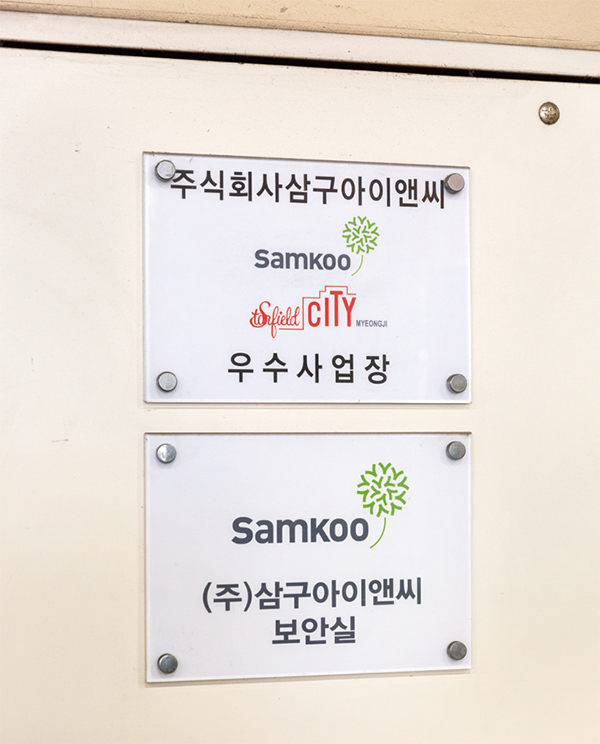 주식회사삼구아이앤씨
samkoo
Starfield CITY MYEONGJI
우수사업장
samkoo
(주)삼구아이앤씨
보안실